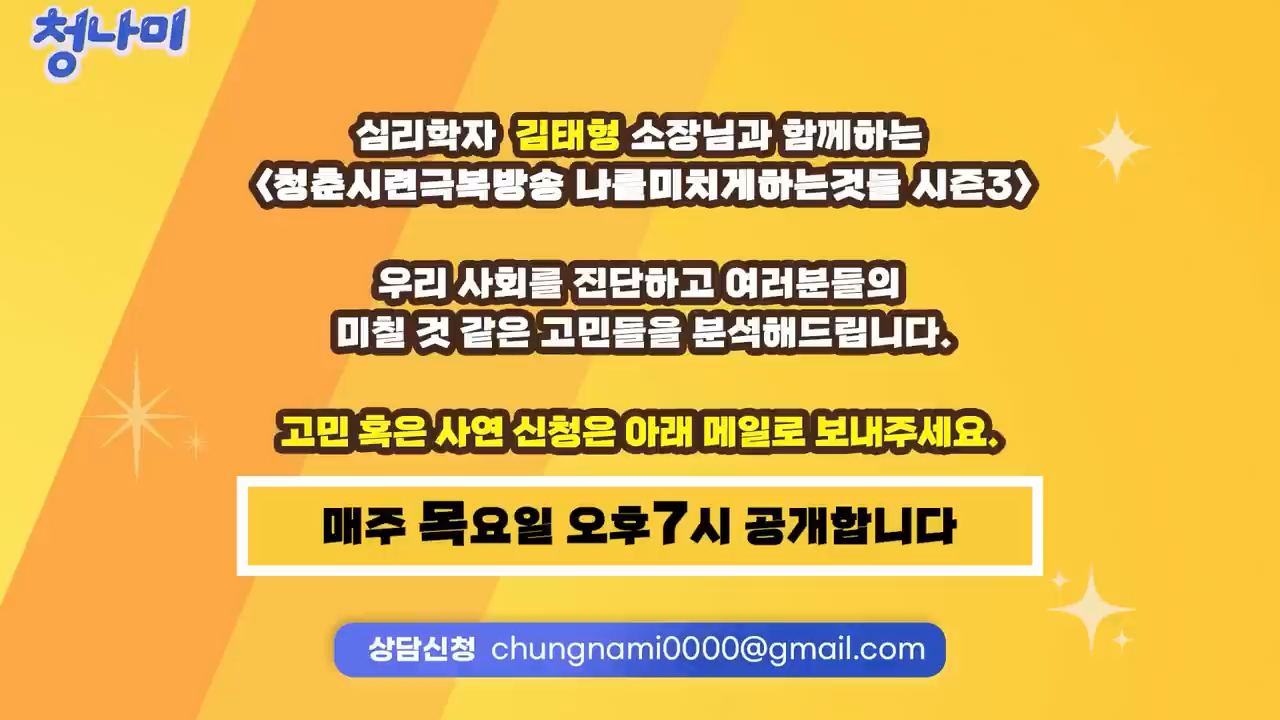 청나미
심리학자 김태형 소장님과 함께하는
<청춘시련극복방송 나를미치게하는것들 시즌3>
우리 사회를 진단하고 여러분들의
미칠 것 같은 고민들을 분석해드립니다.
고민 혹은 사연 신청은 아래 메일로 보내주세요.
매주 목요일 오후7시 공개합니다
상담신청 chungnami0000@gmail.com